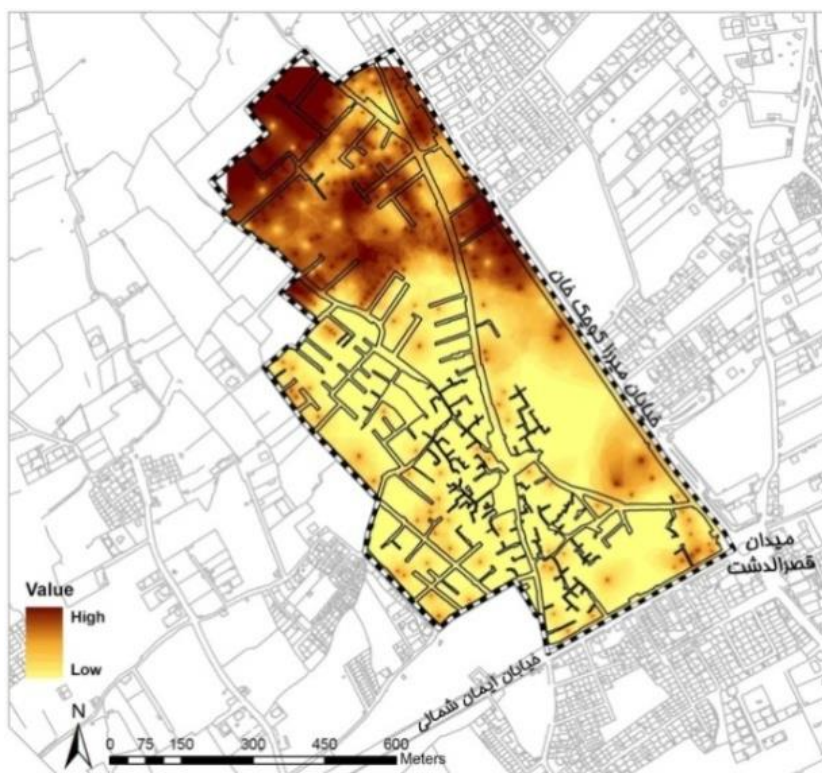 خیابان میرزا کوچک خان
میدان
قصرالدشت
خیابان ایمان شمالی
Value
High
Low
N
0 75 150 300 450 600
Meters